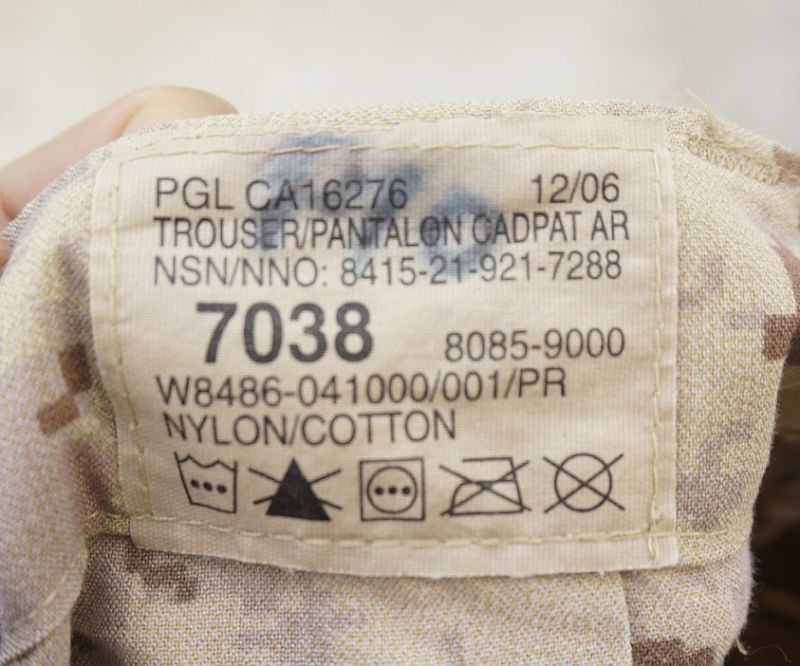 PGL CA16276 12/06
TROUSER/PANTALON CADPAT AR
NSN/NNO: 8415-21-921-7288
7038 8085-9000
W8486-041000/001/PR
NYLON/COTTON